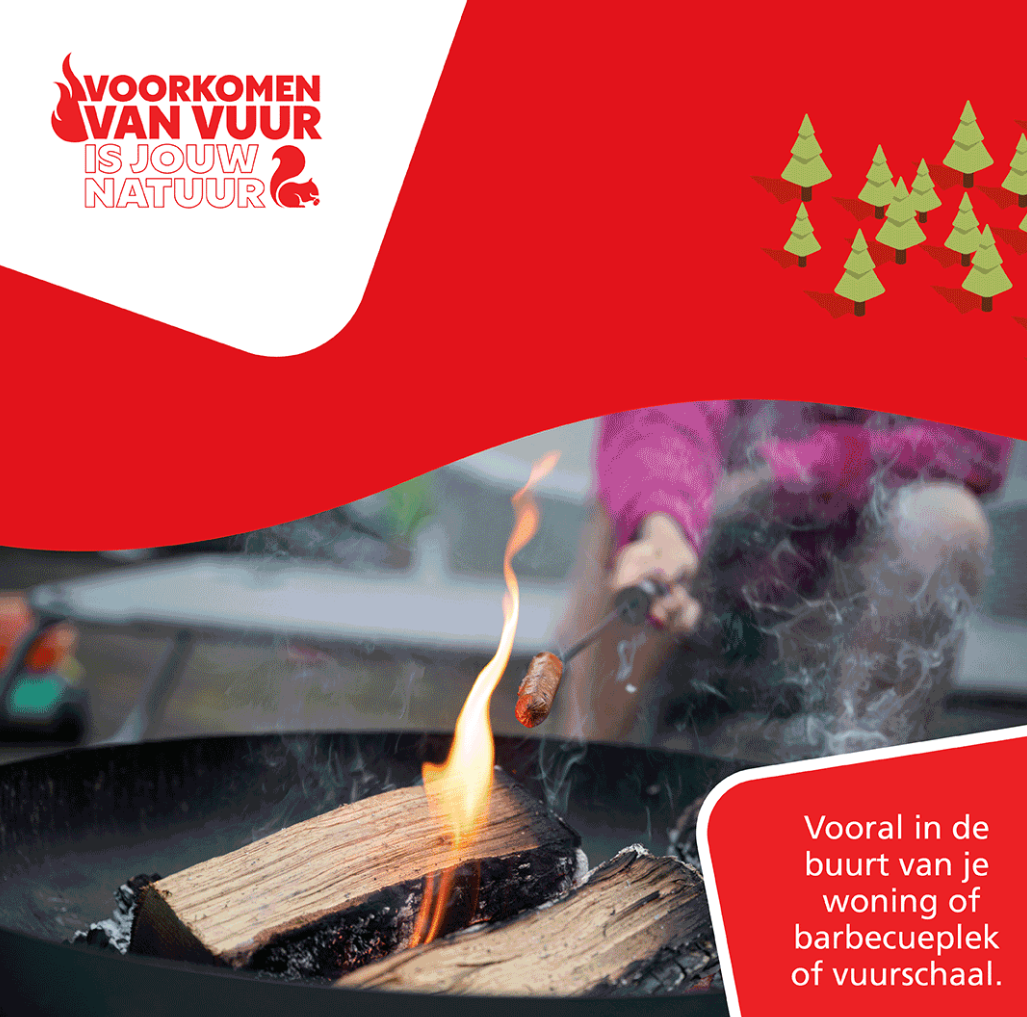 VOORKOMEN
VAN VUUR
IS JOUW
NATUUR
Vooral in de
buurt van je
woning of
barbecueplek
of vuurschaal.